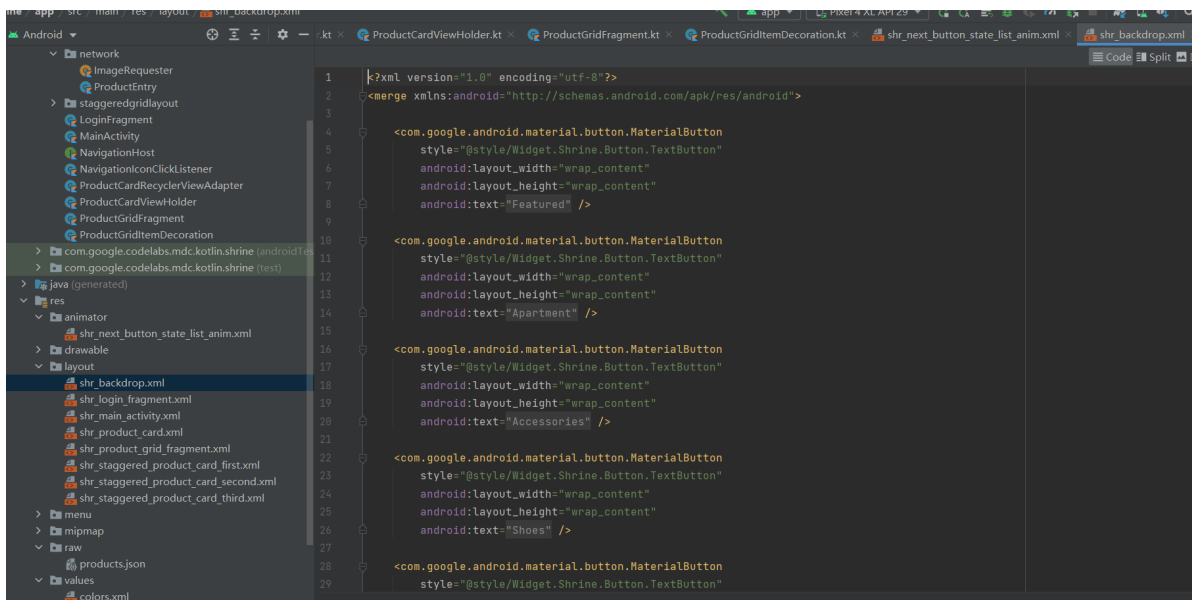 app / src / main / res / layout / shr_backdrop.xml
app
Pixel 4 XL API 29
Android
.kt
ProductCardViewHolder.kt
ProductGridFragment.kt
ProductGridItemDecoration.kt
shr_next_button_state_list_anim.xml
shr_backdrop.xml
Code
Split
network
ImageRequester
ProductEntry
staggeredgridlayout
LoginFragment
MainActivity
NavigationHost
NavigationIconClickListener
ProductCardRecyclerViewAdapter
ProductCardViewHolder
ProductGridFragment
ProductGridItemDecoration
com.google.codelabs.mdc.kotlin.shrine (androidTes
com.google.codelabs.mdc.kotlin.shrine (test)
java (generated)
res
animator
shr_next_button_state_list_anim.xml
drawable
layout
shr_backdrop.xml
shr_login_fragment.xml
shr_main_activity.xml
shr_product_card.xml
shr_product_grid_fragment.xml
shr_staggered_product_card_first.xml
shr_staggered_product_card_second.xml
shr_staggered_product_card_third.xml
menu
mipmap
raw
products.json
values
colors.xml
1 <?xml version="1.0" encoding="utf-8"?>
2 <merge xmlns:android="http://schemas.android.com/apk/res/android">
3
4 <com.google.android.material.button.MaterialButton
5 style="@style/Widget.Shrine.Button.TextButton"
6 android:layout_width="wrap_content"
7 android:layout_height="wrap_content"
8 android:text="Featured" />
9
10 <com.google.android.material.button.MaterialButton
11 style="@style/Widget.Shrine.Button.TextButton"
12 android:layout_width="wrap_content"
13 android:layout_height="wrap_content"
14 android:text="Apartment" />
15
16 <com.google.android.material.button.MaterialButton
17 style="@style/Widget.Shrine.Button.TextButton"
18 android:layout_width="wrap_content"
19 android:layout_height="wrap_content"
20 android:text="Accessories" />
21
22 <com.google.android.material.button.MaterialButton
23 style="@style/Widget.Shrine.Button.TextButton"
24 android:layout_width="wrap_content"
25 android:layout_height="wrap_content"
26 android:text="Shoes" />
27
28 <com.google.android.material.button.MaterialButton
29 style="@style/Widget.Shrine.Button.TextButton"